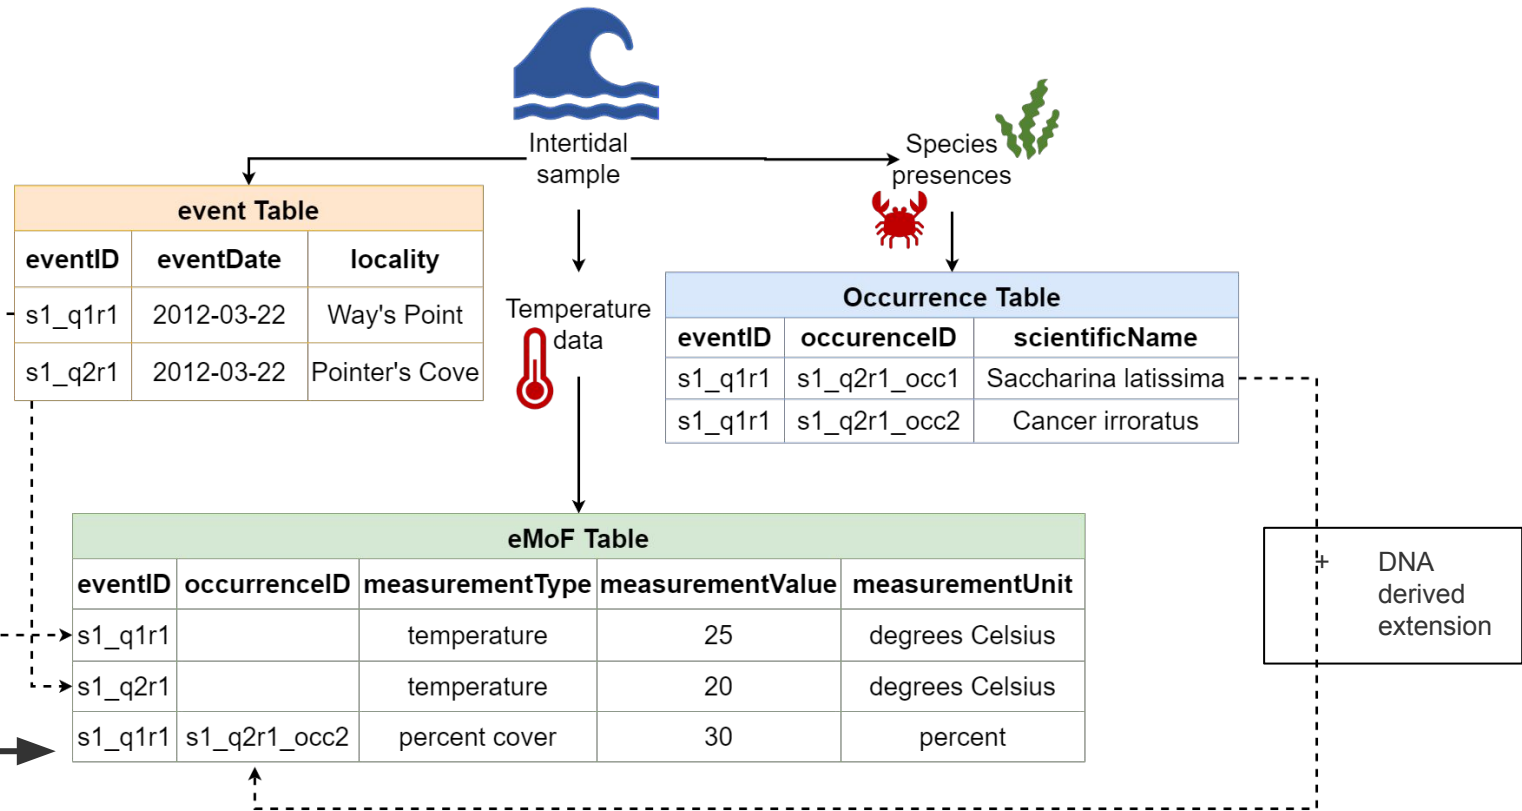 Intertidal
sample
Species
presences
event Table
eventID eventDate locality
s1_q1r1 2012-03-22 Way's Point
s1_q2r1 2012-03-22 Pointer's Cove
Temperature
data
Occurrence Table
eventID occurenceID scientificName
s1_q1r1 s1_q2r1_occ1 Saccharina latissima
s1_q1r1 s1_q2r1_occ2 Cancer irroratus
eMoF Table
eventID occurrenceID measurementType measurementValue measurementUnit
s1_q1r1 temperature 25 degrees Celsius
s1_q2r1 temperature 20 degrees Celsius
s1_q1r1 s1_q2r1_occ2 percent cover 30 percent
+ DNA
derived
extension